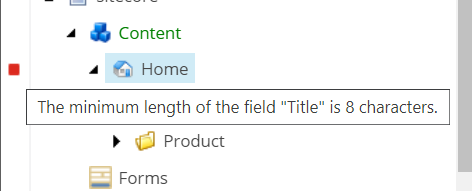 Content
Home
The minimum length of the field "Title" is 8 characters.
Product
Forms